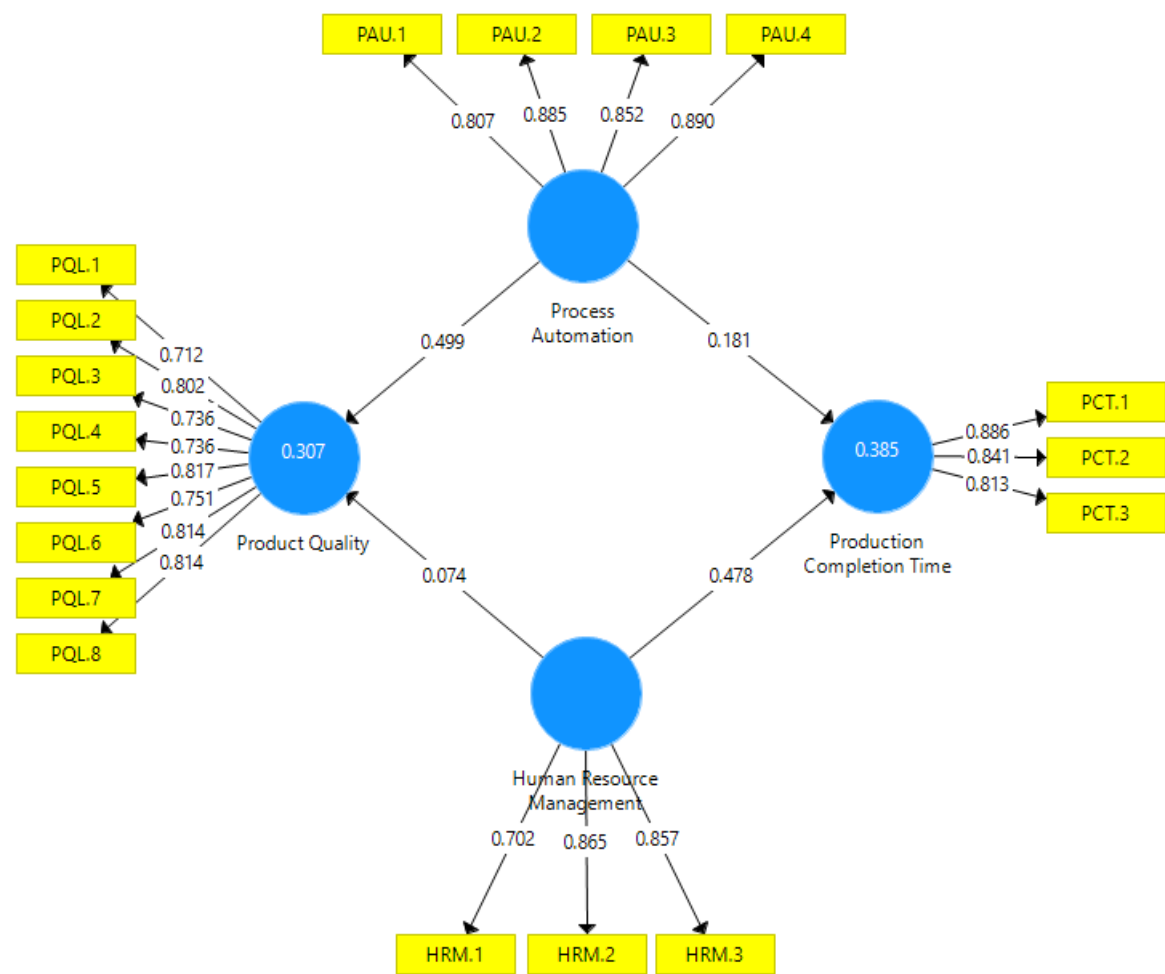 PAU.1 PAU.2 PAU.3 PAU.4
0.807 0.885 0.852 0.890
Process
Automation
PQL.1
PQL.2
PQL.3
PQL.4
PQL.5
PQL.6
PQL.7
PQL.8
0.712
0.802
0.736
0.736
0.817
0.751
0.814
0.814
0.307
Product Quality
0.499
0.181
0.074
0.478
0.385
Production
Completion Time
0.886
0.841
0.813
PCT.1
PCT.2
PCT.3
Human Resource
Management
0.702 0.865 0.857
HRM.1 HRM.2 HRM.3